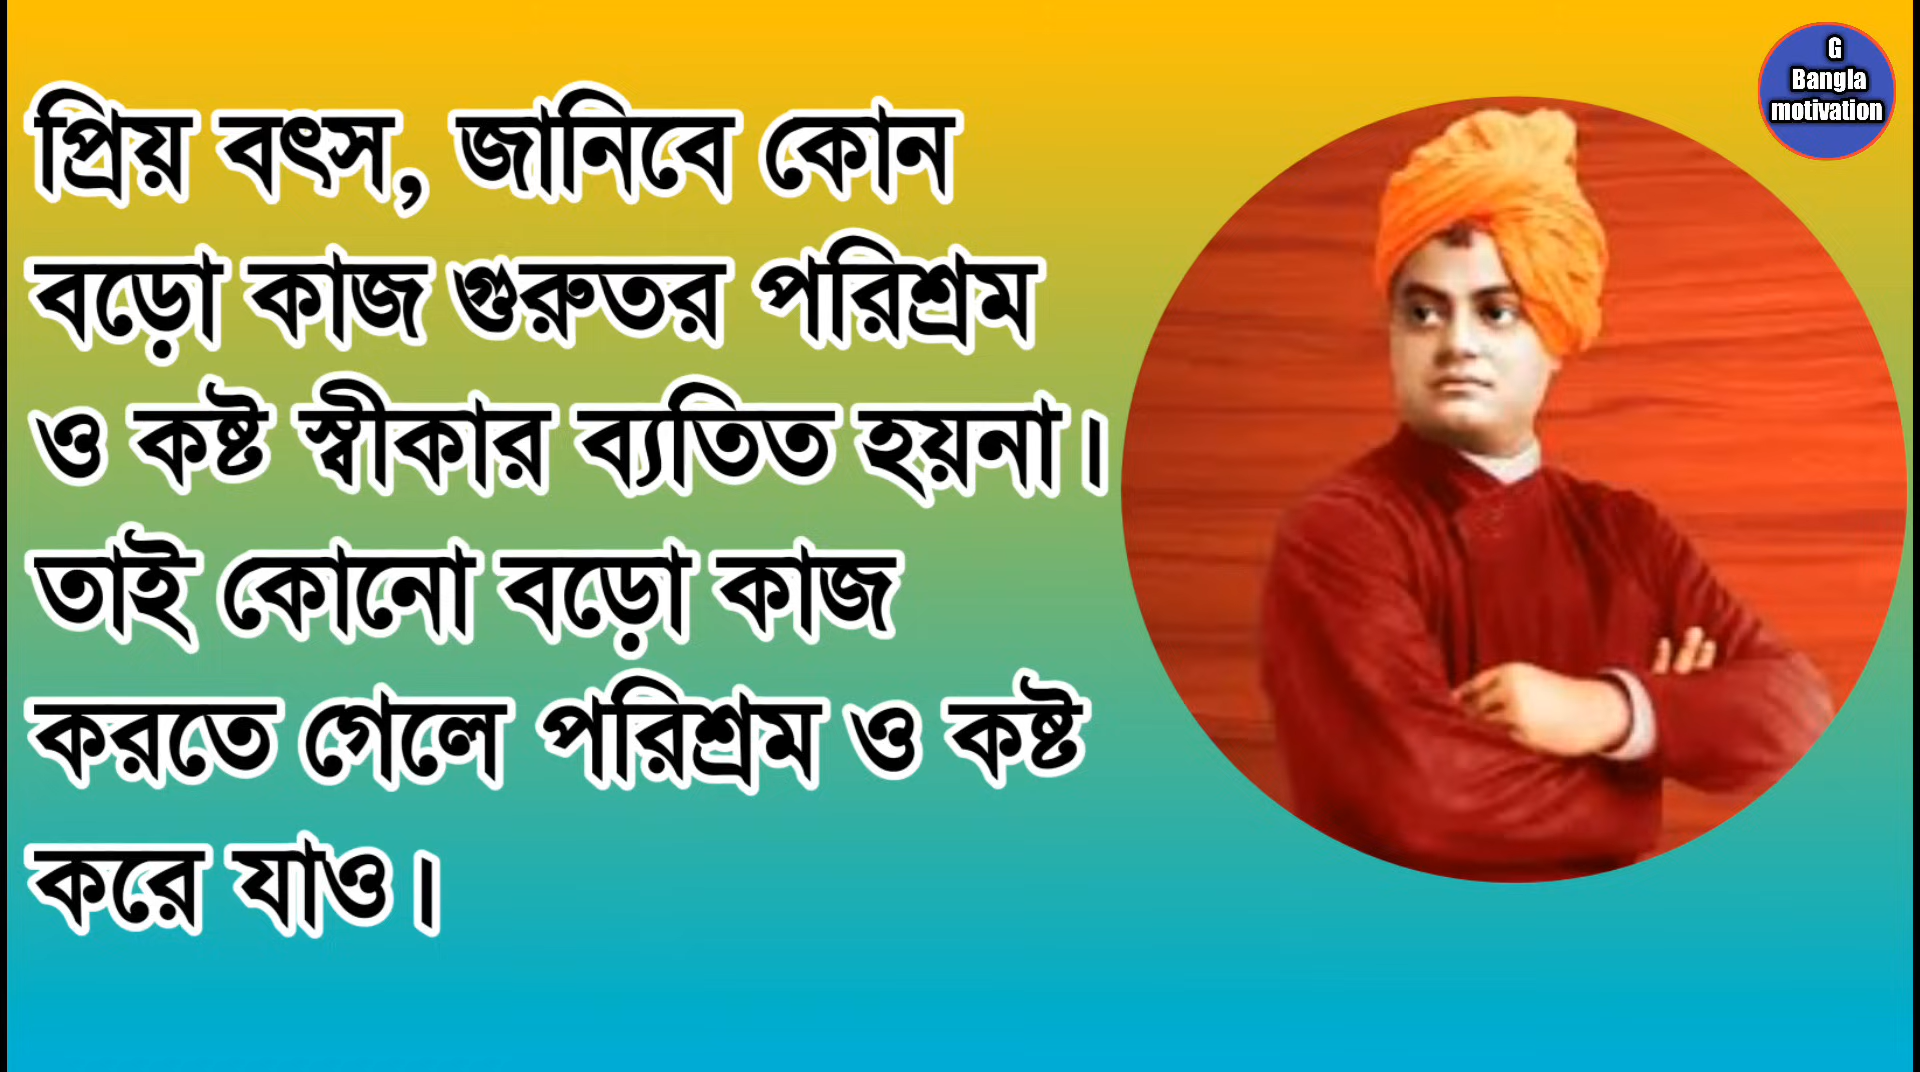 প্রিয় বৎস, জানিবে কোন
বড়ো কাজ গুরুতর পরিশ্রম
ও কষ্ট স্বীকার ব্যতিত হয়না।
তাই কোনো বড়ো কাজ
করতে গেলে পরিশ্রম ও কষ্ট
করে যাও।
G
Bangla
motivation